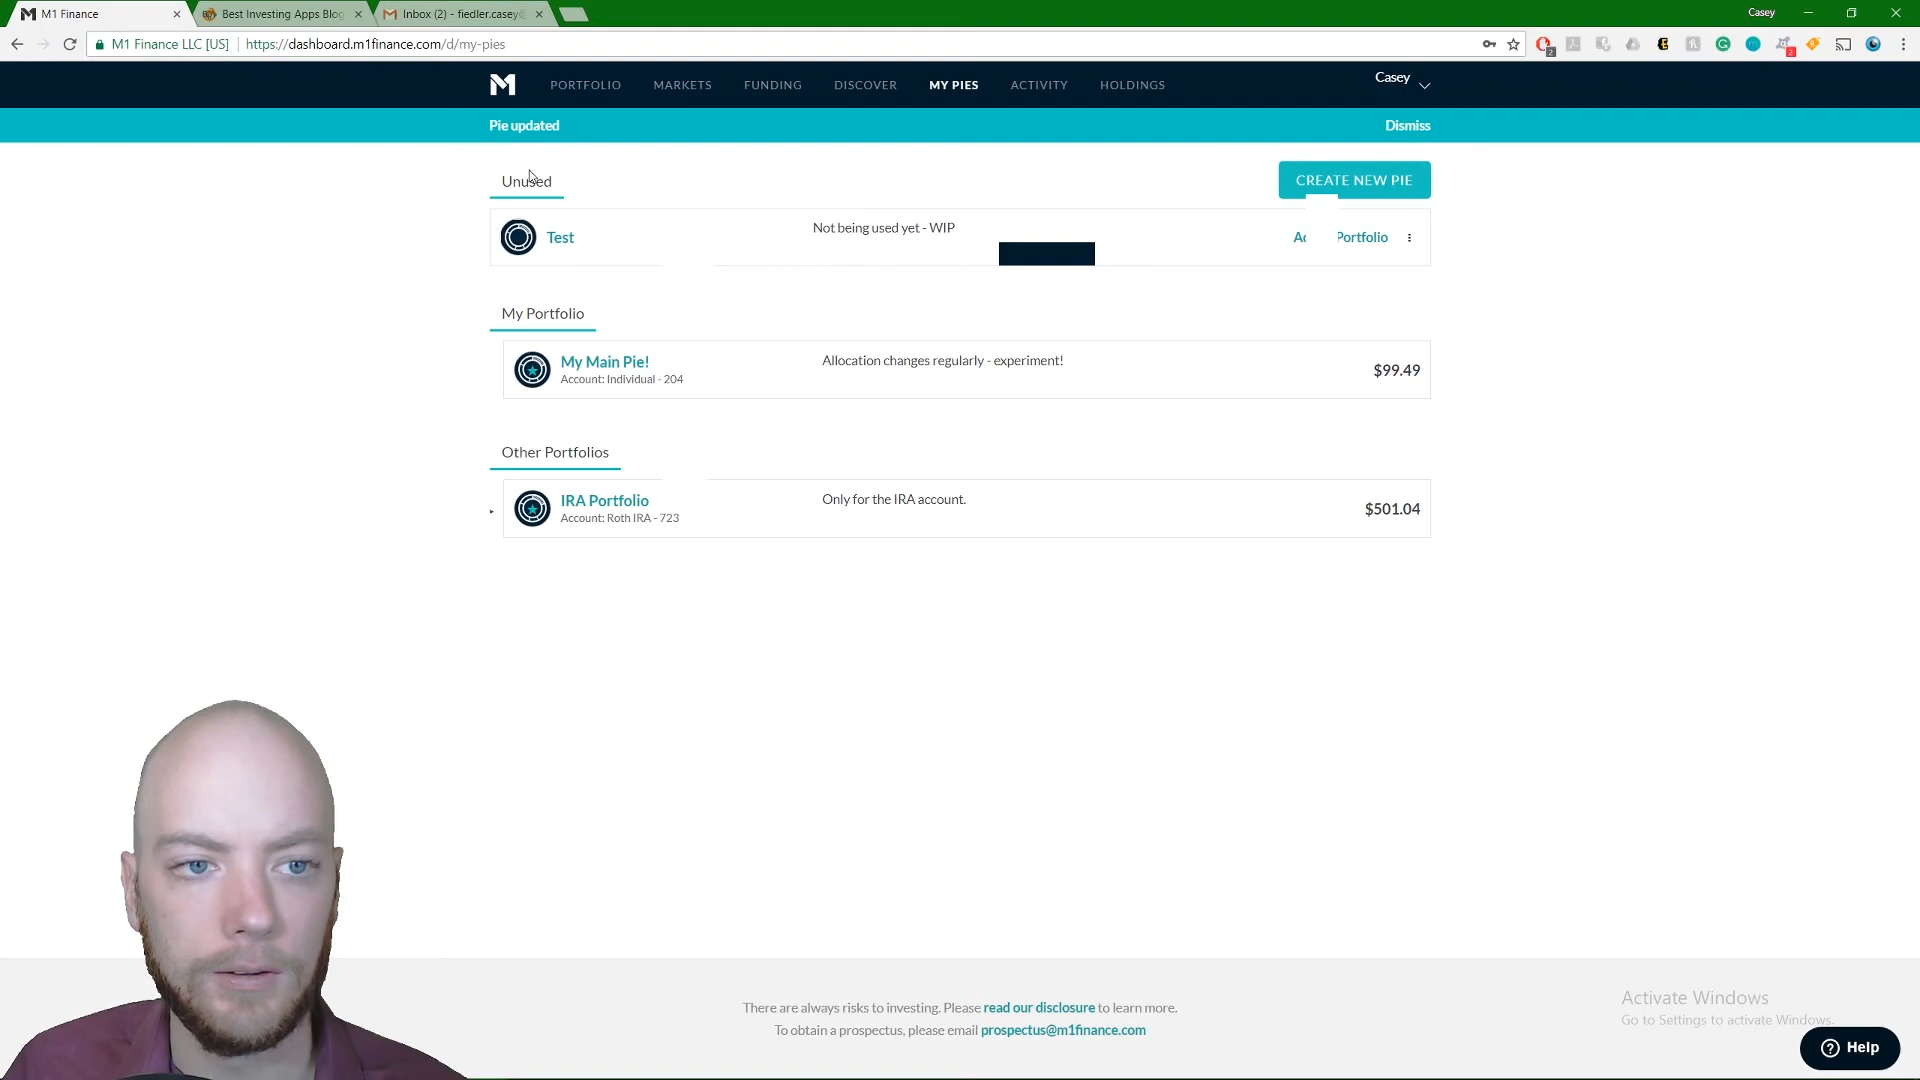 M1 Finance
Best Investing Apps Blog
Inbox (2) - fiedler.casey@
Casey
M1 Finance LLC [US]
https://dashboard.m1finance.com/d/my-pies
PORTFOLIO MARKETS FUNDING DISCOVER MY PIES ACTIVITY HOLDINGS
Casey
Pie updated
Dismiss
Unused
CREATE NEW PIE
Test
Not being used yet - WIP
Portfolio
My Portfolio
My Main Pie!
Account: Individual - 204
Allocation changes regularly - experiment!
$99.49
Other Portfolios
IRA Portfolio
Account: Roth IRA - 723
Only for the IRA account.
$501.04
There are always risks to investing. Please read our disclosure to learn more.
To obtain a prospectus, please email prospectus@m1finance.com
Activate Windows
Go to Settings to activate Windows.
Help